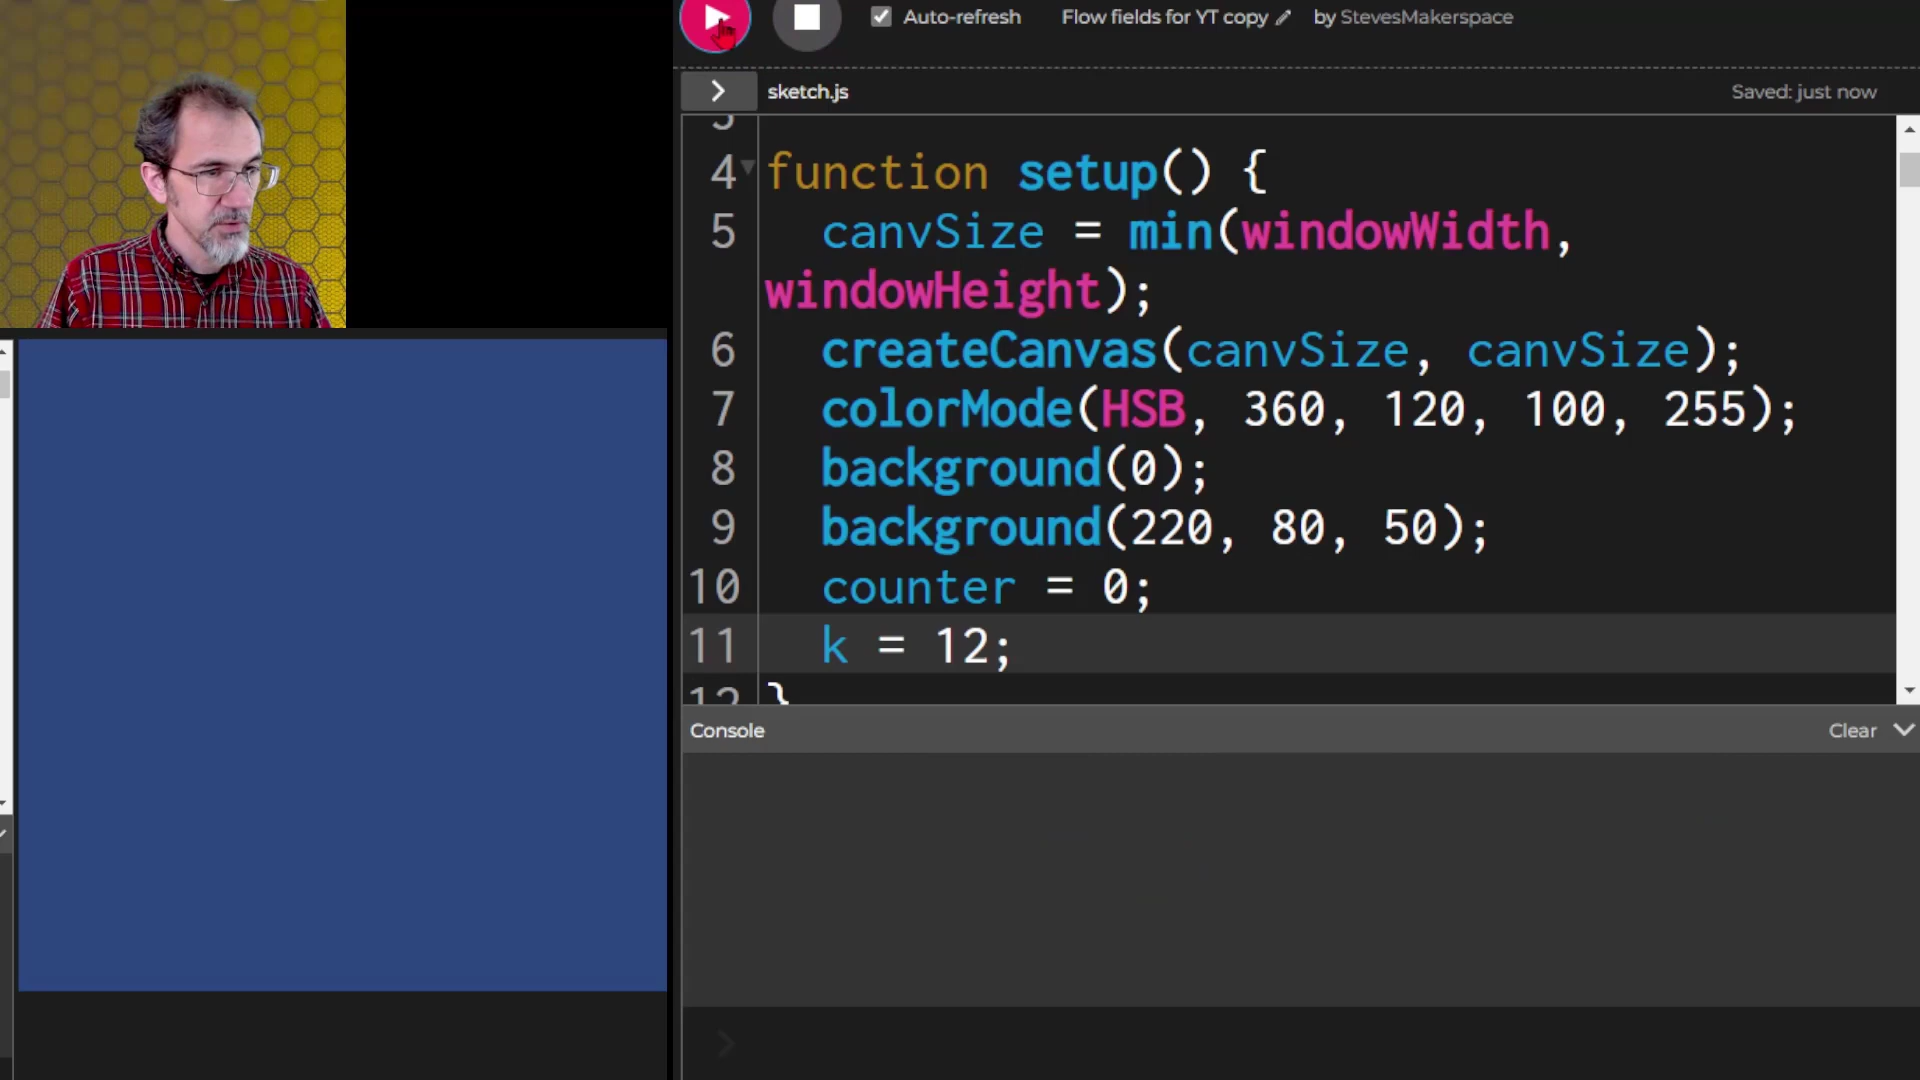 Auto-refresh Flow fields for YT copy by StevesMakerspace
sketch.js Saved: just now
3
4 function setup() {
5 canvSize = min(windowWidth,
windowHeight);
6 createCanvas(canvSize, canvSize);
7 colorMode(HSB, 360, 120, 100, 255);
8 background(0);
9 background(220, 80, 50);
10 counter = 0;
11 k = 12;
12 }
Console Clear